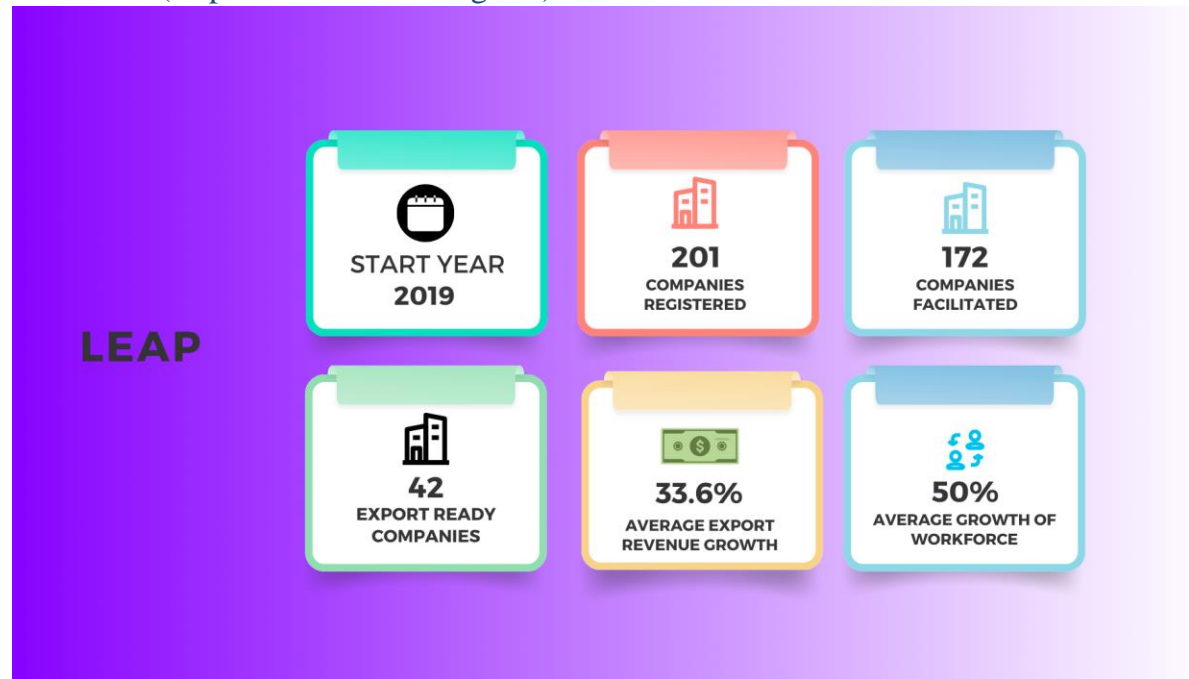 LEAP
START YEAR
2019
201
COMPANIES
REGISTERED
172
COMPANIES
FACILITATED
42
EXPORT READY
COMPANIES
33.6%
AVERAGE EXPORT
REVENUE GROWTH
50%
AVERAGE GROWTH OF
WORKFORCE